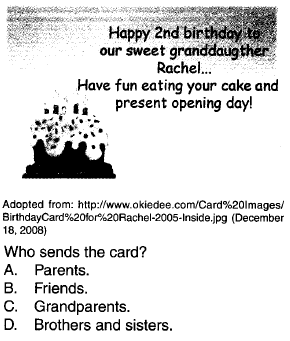 Happy 2nd birthday to
our sweet granddaugther
Rachel...
Have fun eating your cake and
present opening day!
Adopted from: http://www.okiedee.com/Card%20Images/
BirthdayCard%20for%20Rachel-2005-Inside.jpg (December
18, 2008)
Who sends the card?
A. Parents.
B. Friends.
C. Grandparents.
D. Brothers and sisters.